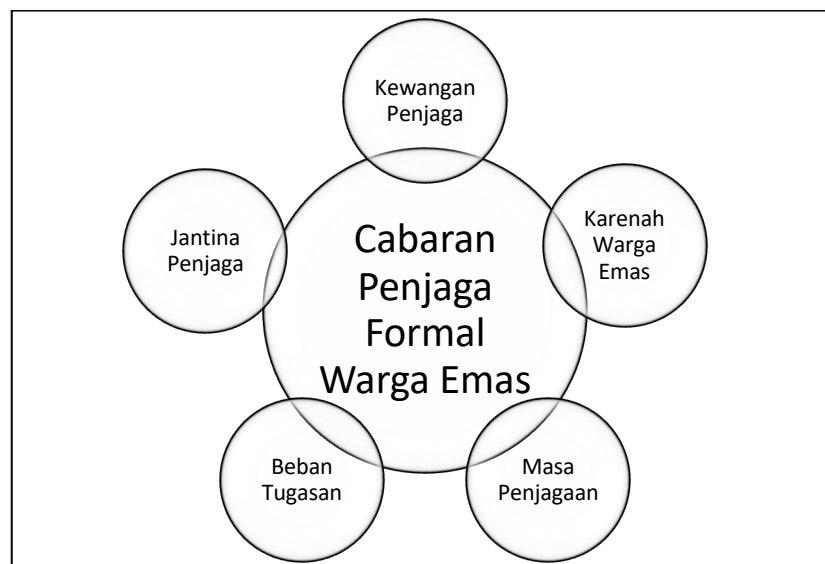 Kewangan
Penjaga
Jantina
Penjaga
Karenah
Warga
Emas
Cabaran
Penjaga
Formal
Warga Emas
Beban
Tugasan
Masa
Penjagaan